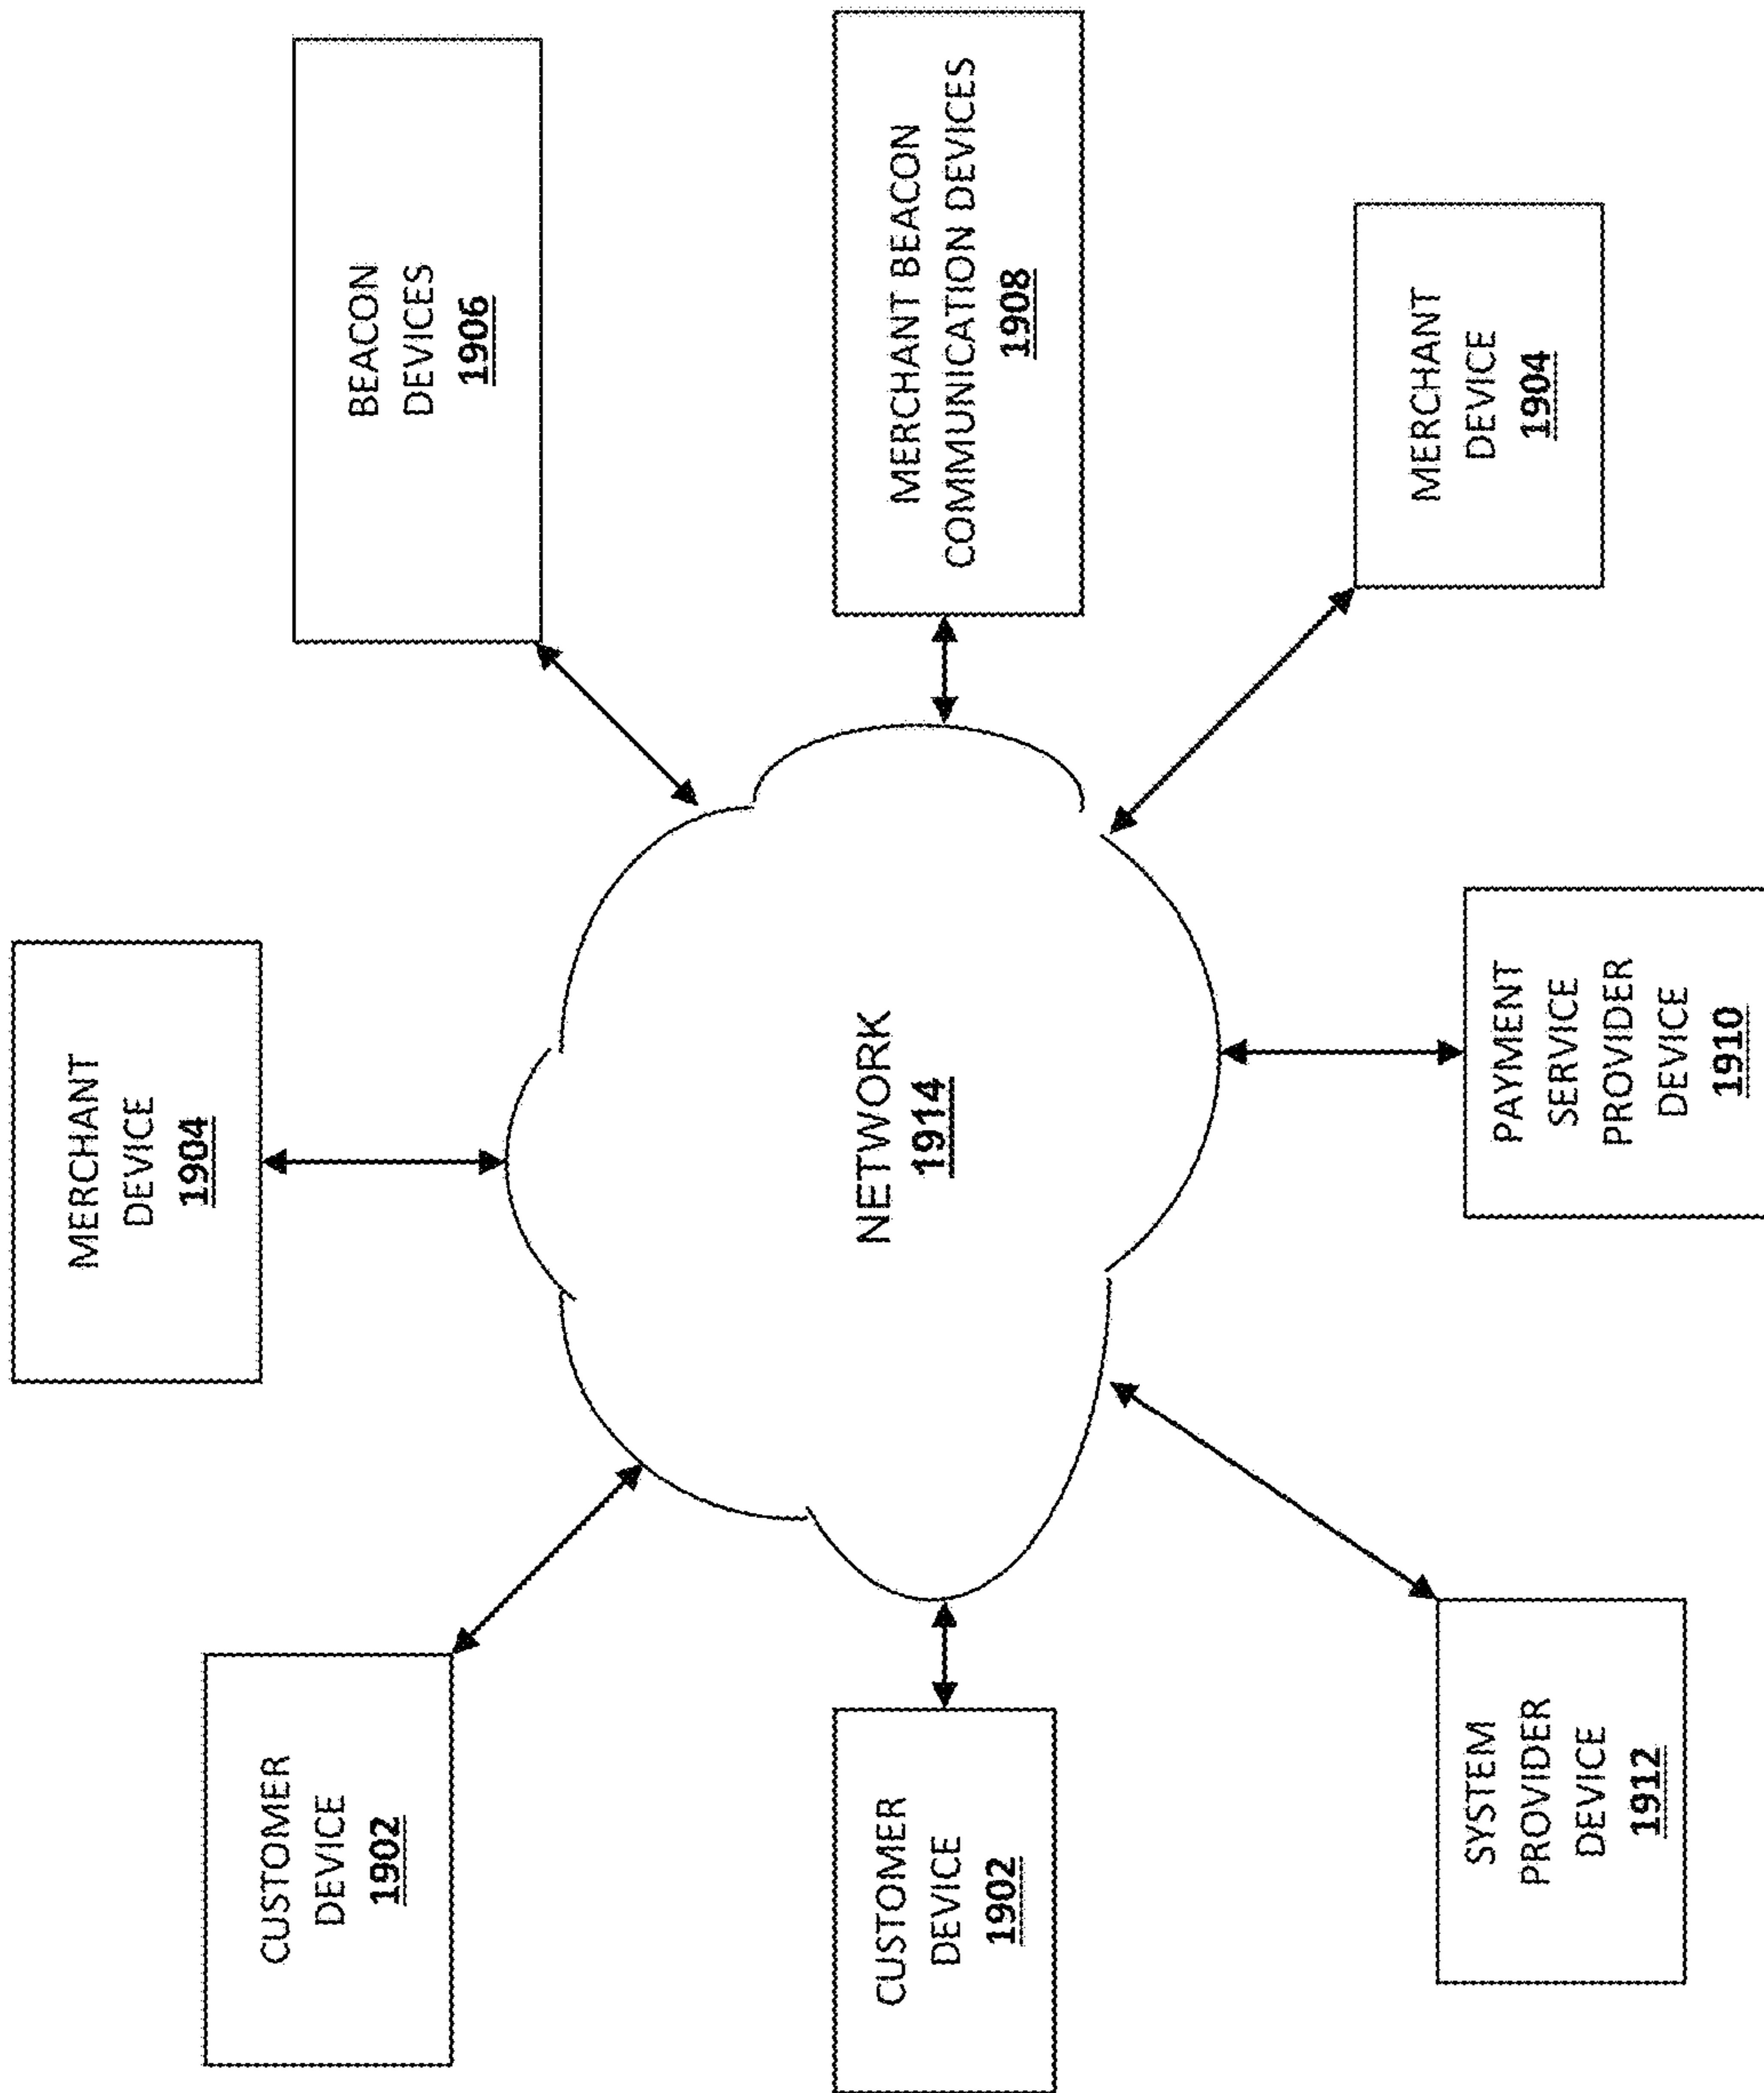 MERCHANT
DEVICE
1904
CUSTOMER
DEVICE
1902
BEACON
DEVICES
1906
CUSTOMER
DEVICE
1902
NETWORK
1914
MERCHANT BEACON
COMMUNICATION DEVICES
1908
SYSTEM
PROVIDER
DEVICE
1912
PAYMENT
SERVICE
PROVIDER
DEVICE
1910
MERCHANT
DEVICE
1904